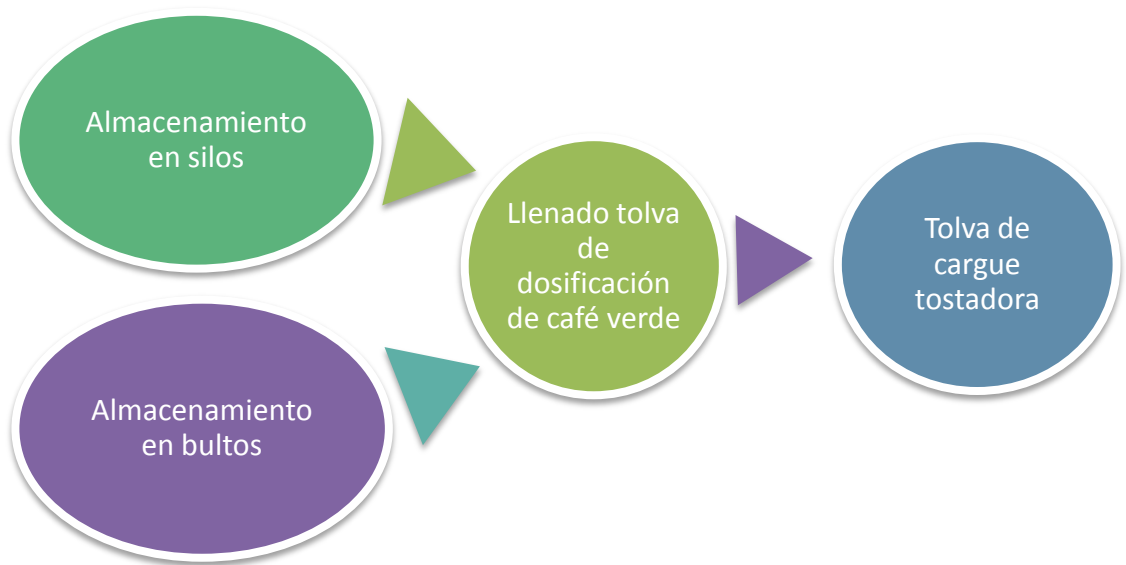 Almacenamiento
en silos
Almacenamiento
en bultos
Llenado tolva
de
dosificación
de café verde
Tolva de
cargue
tostadora